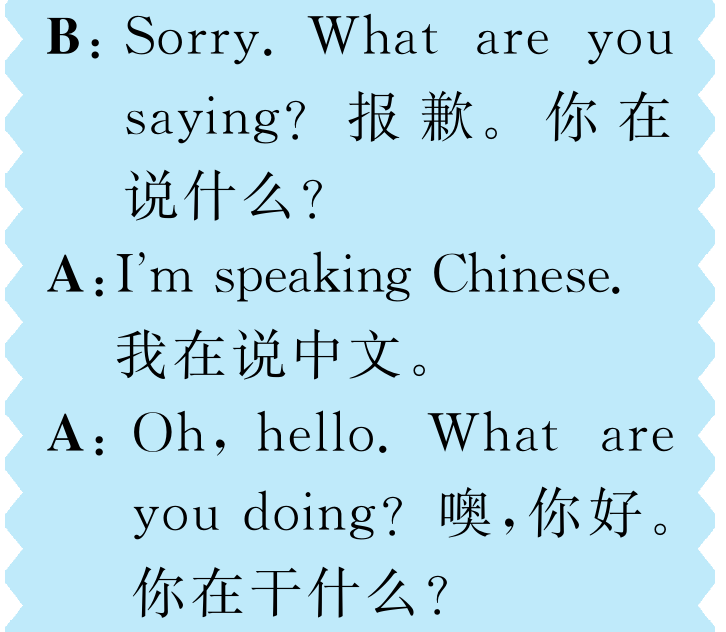 B: Sorry. What are you
saying? 报歉。你在
说什么?
A:I'm speaking Chinese.
我在说中文。
A: Oh, hello. What are
you doing? 噢,你好。
你在干什么?